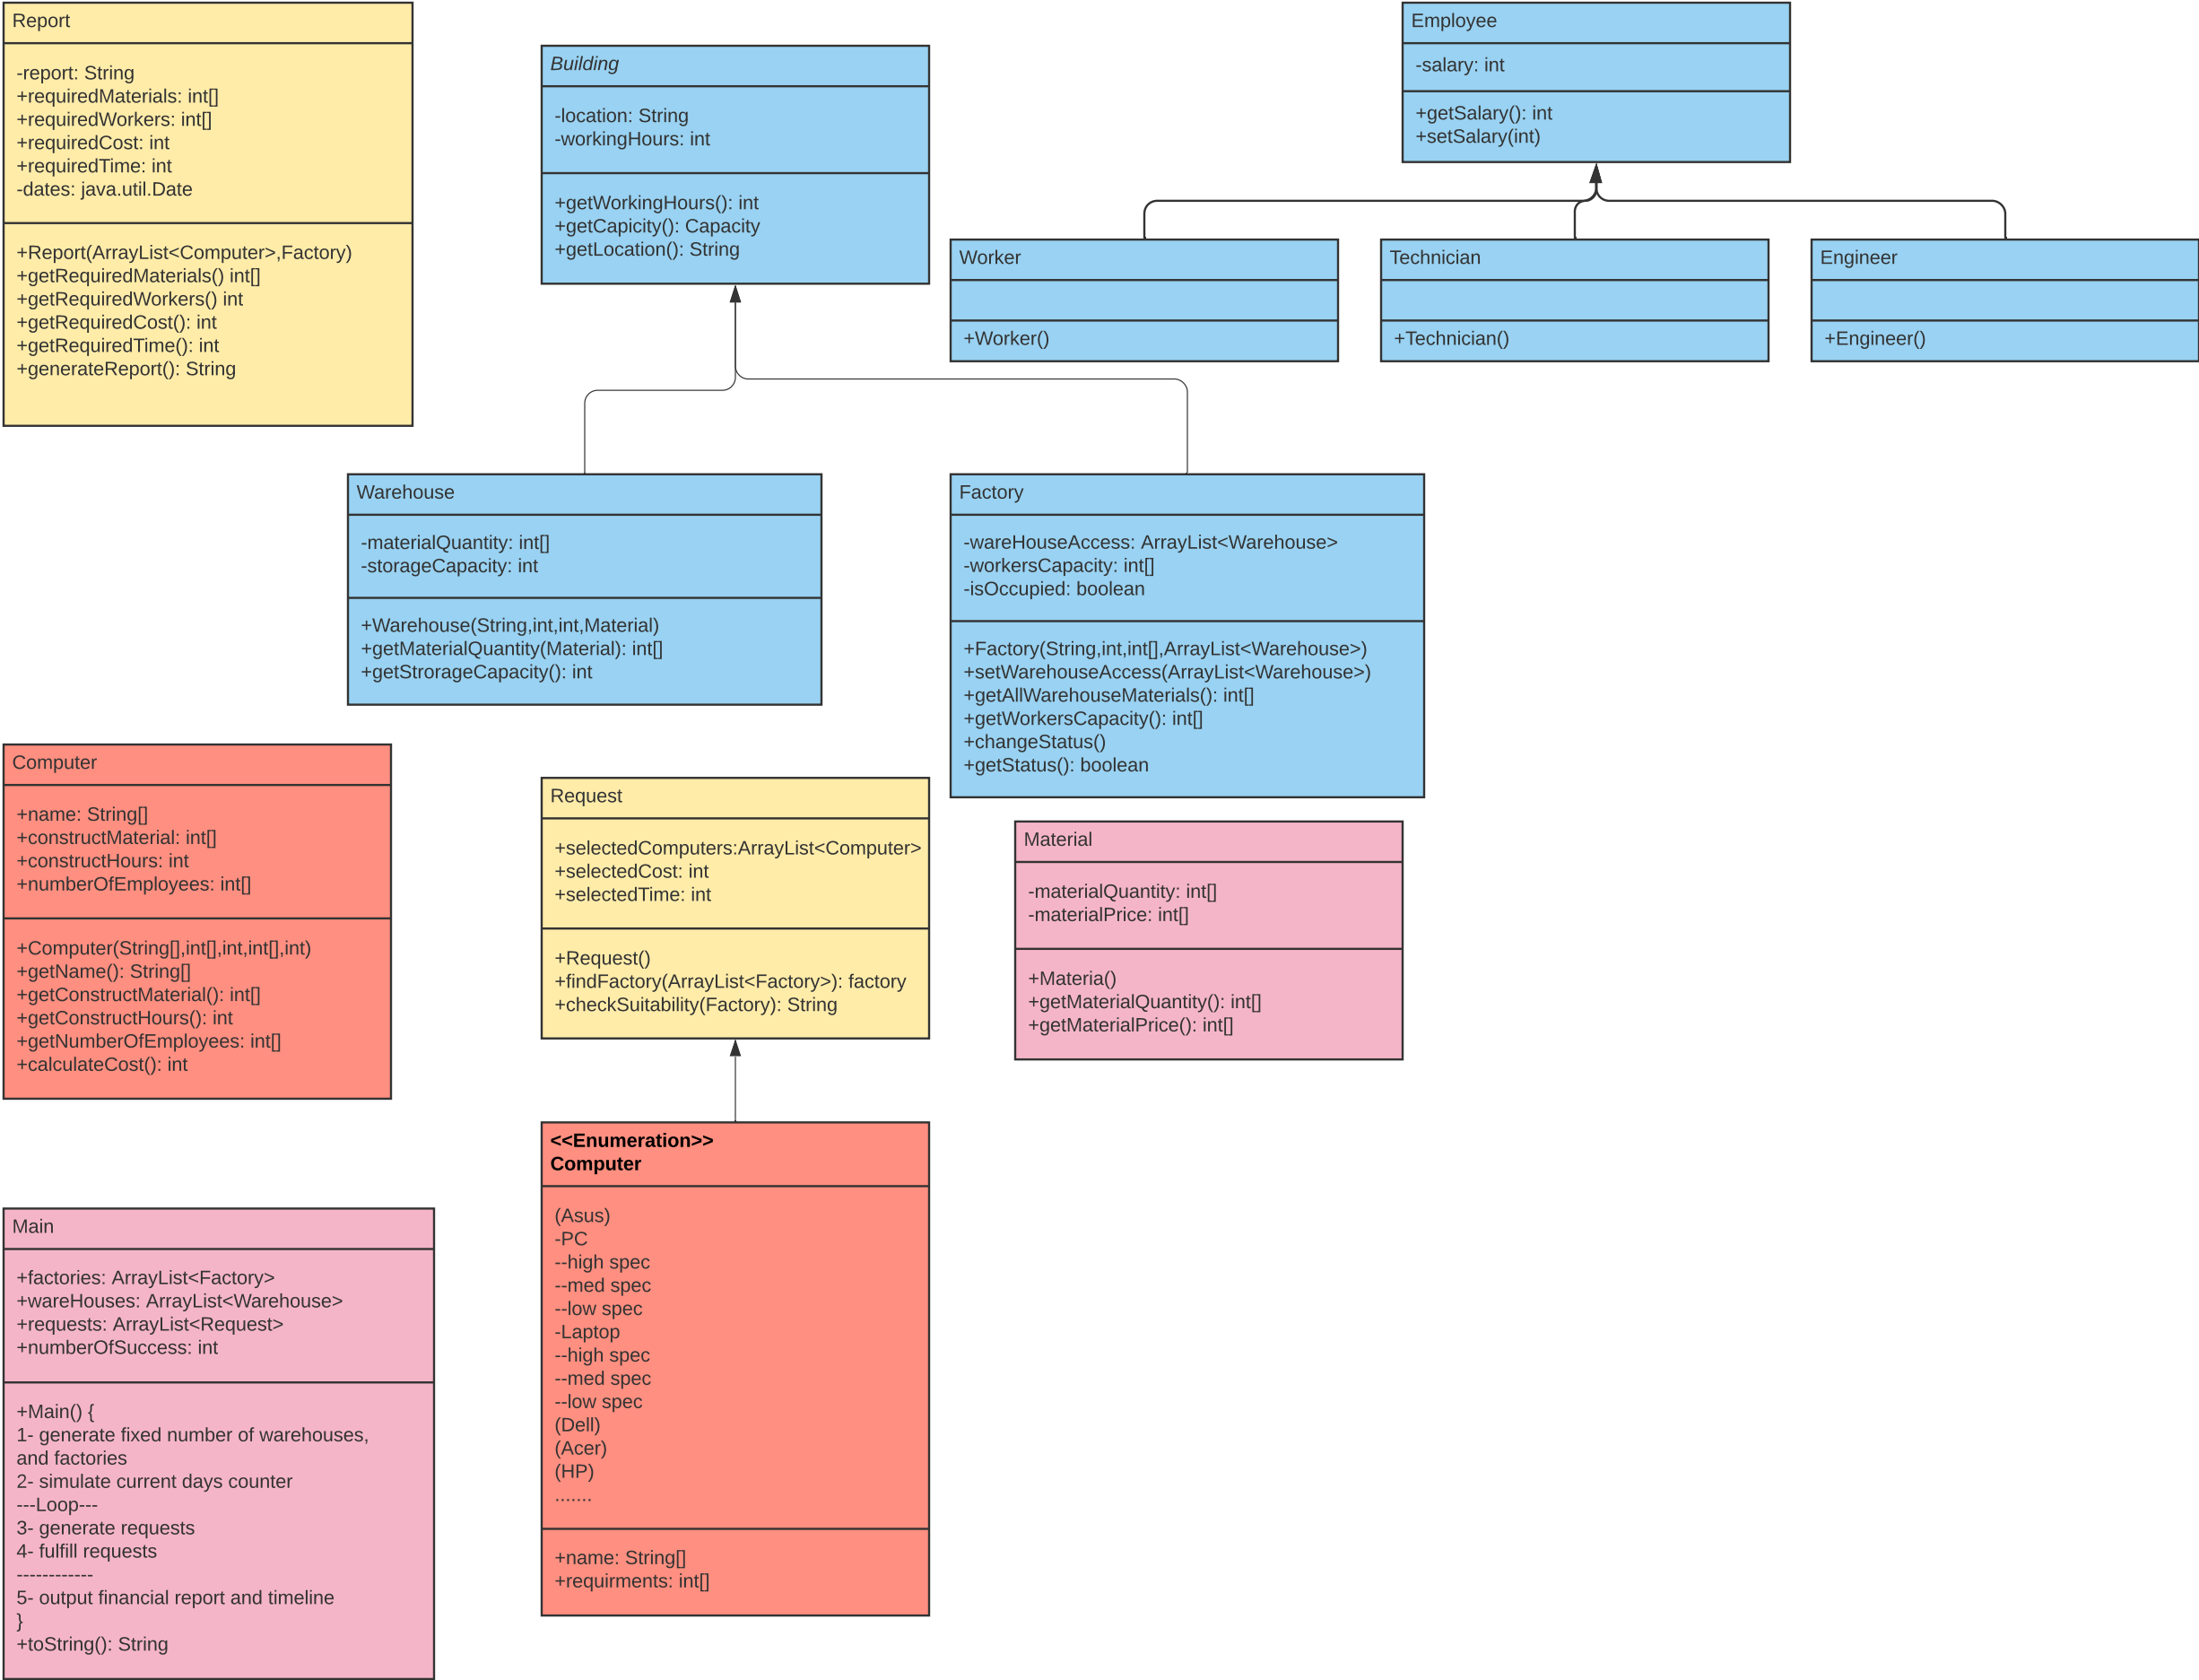 Report
-report: String
+requiredMaterials: int[]
+requiredWorkers: int[]
+requiredCost: int
+requiredTime: int
-dates: java.util.Date
+Report(ArrayList<Computer>,Factory)
+getRequiredMaterials() int[]
+getRequiredWorkers() int
+getRequiredCost(): int
+getRequiredTime(): int
+generateReport(): String
Building
-location: String
-workingHours: int
+getWorkingHours(): int
+getCapicity(): Capacity
+getLocation(): String
Employee
-salary: int
+getSalary(): int
+setSalary(int)
Worker
+Worker()
Technician
+Technician()
Engineer
+Engineer()
Warehouse
-materialQuantity: int[]
-storageCapacity: int
+Warehouse(String,int,int,Material)
+getMaterialQuantity(Material): int[]
+getStrorageCapacity(): int
Factory
-wareHouseAccess: ArrayList<Warehouse>
-workersCapacity: int[]
-isOccupied: boolean
+Factory(String,int,int[],ArrayList<Warehouse>)
+setWarehouseAccess(ArrayList<Warehouse>)
+getAllWarehouseMaterials(): int[]
+getWorkersCapacity(): int[]
+changeStatus()
+getStatus(): boolean
Computer
+name: String[]
+constructMaterial: int[]
+constructHours: int
+numberOfEmployees: int[]
+Computer(String[],int[],int,int[],int)
+getName(): String[]
+getConstructMaterial(): int[]
+getConstructHours(): int
+getNumberOfEmployees: int[]
+calculateCost(): int
Request
+selectedComputers:ArrayList<Computer>
+selectedCost: int
+selectedTime: int
+Request()
+findFactory(ArrayList<Factory>): factory
+checkSuitability(Factory): String
Material
-materialQuantity: int[]
-materialPrice: int[]
+Materia()
+getMaterialQuantity(): int[]
+getMaterialPrice(): int[]
<<Enumeration>>
Computer
(Asus)
-PC
--high spec
--med spec
--low spec
-Laptop
--high spec
--med spec
--low spec
(Dell)
(Acer)
(HP)
.......
+name: String[]
+requirments: int[]
Main
+factories: ArrayList<Factory>
+wareHouses: ArrayList<Warehouse>
+requests: ArrayList<Request>
+numberOfSuccess: int
+Main() {
1- generate fixed number of warehouses,
and factories
2- simulate current days counter
---Loop---
3- generate requests
4- fulfill requests
------------
5- output financial report and timeline
}
+toString(): String